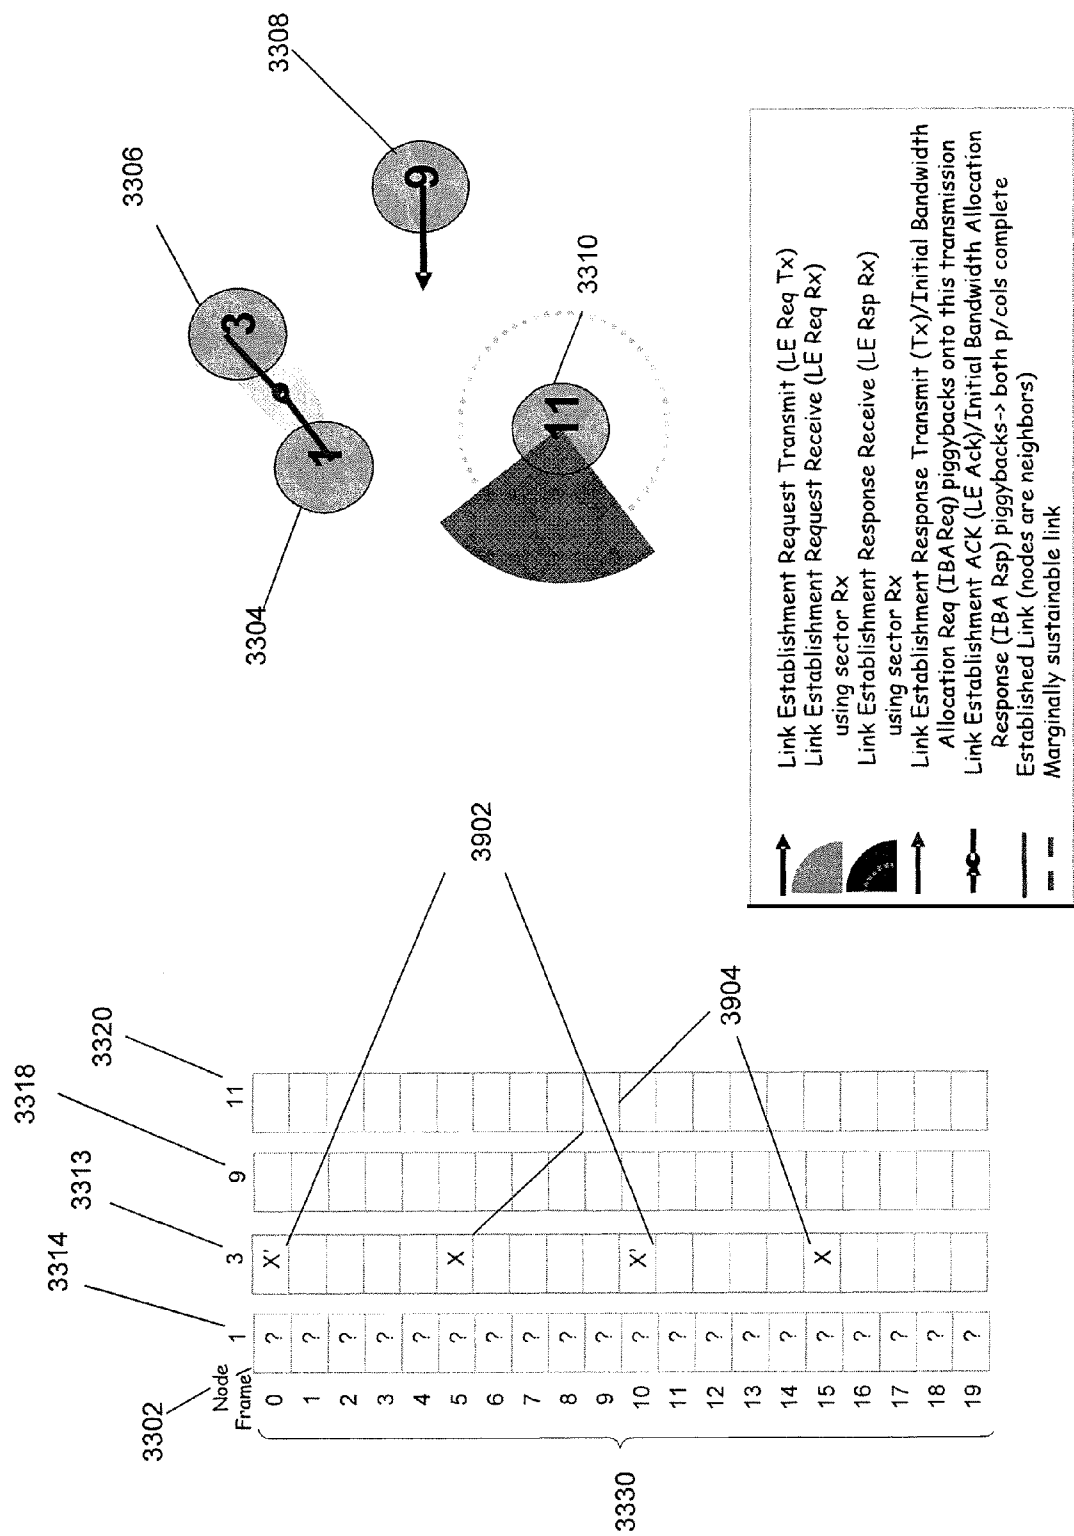 3302
3314
3313
3318
3320
Node
Frame\
1
3
9
11
0 ? X'
1 ?
2 ?
3 ?
4 ?
5 ? X
6 ?
7 ?
8 ?
9 ?
10 ? X'
11 ?
12 ?
13 ?
14 ?
15 ? X
16 ?
17 ?
18 ?
19 ?
3330
3902
3904
3304
3306
3308
3310
1
3
9
11
Link Establishment Request Transmit (LE Req Tx)
Link Establishment Request Receive (LE Req Rx)
using sector Rx
Link Establishment Response Receive (LE Rsp Rx)
using sector Rx
Link Establishment Response Transmit (Tx)/Initial Bandwidth
Allocation Req (IBA Req) piggybacks onto this transmission
Link Establishment ACK (LE Ack)/Initial Bandwidth Allocation
Response (IBA Rsp) piggybacks-> both p/cols complete
Established Link (nodes are neighbors)
Marginally sustainable link